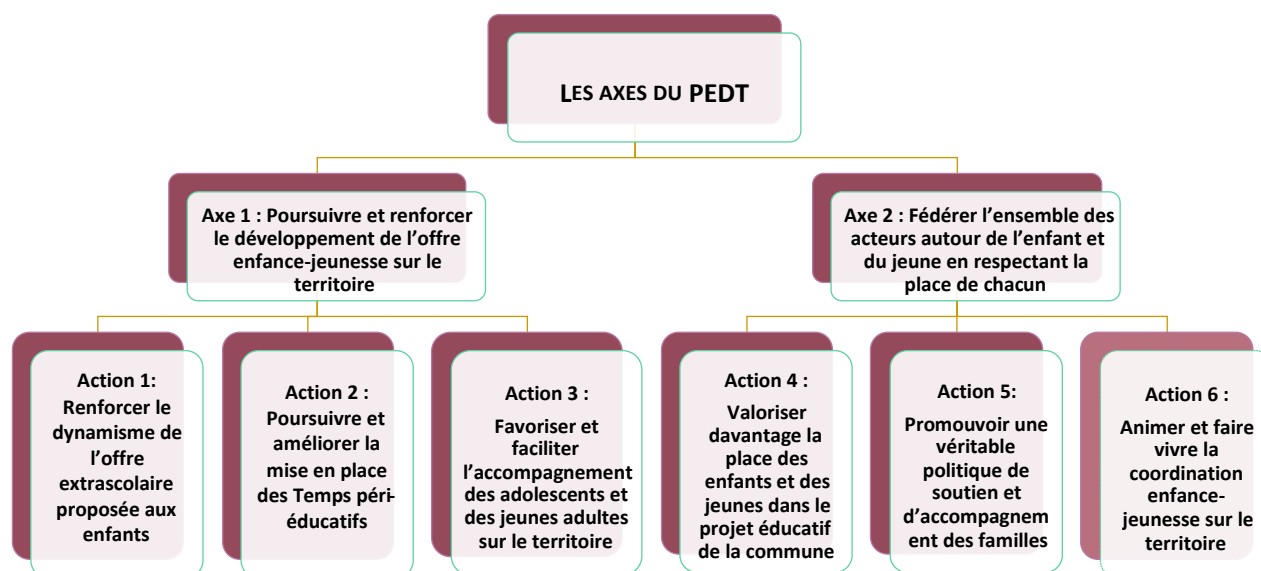 LES AXES DU PEDT
Axe 1 : Poursuivre et renforcer
le développement de l'offre
enfance-jeunesse sur le
territoire
Axe 2 : Fédérer l'ensemble des
acteurs autour de l'enfant et
du jeune en respectant la
place de chacun
Action 1:
Renforcer le
dynamisme de
l'offre
extrascolaire
proposée aux
enfants
Action 2 :
Poursuivre et
améliorer la
mise en place
des Temps péri-
éducatifs
Action 3 :
Favoriser et
faciliter
l'accompagnement
des adolescents et
des jeunes adultes
sur le territoire
Action 4 :
Valoriser
davantage la
place des
enfants et des
jeunes dans le
projet éducatif
de la commune
Action 5:
Promouvoir une
véritable
politique de
soutien et
d'accompagnem
ent des familles
Action 6 :
Animer et faire
vivre la
coordination
enfance-
jeunesse sur le
territoire